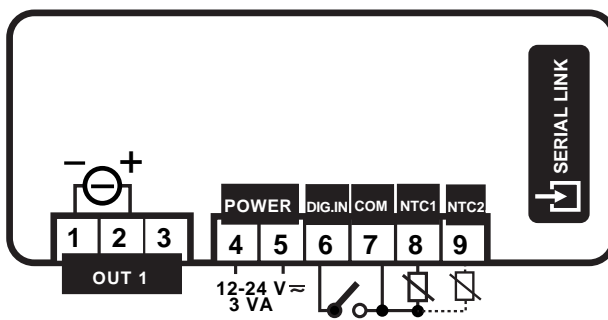 SERIAL LINK
− +
POWER DIG.IN COM NTC1 NTC2
1 2 3 4 5 6 7 8 9
OUT 1
12-24 V ≂
3 VA